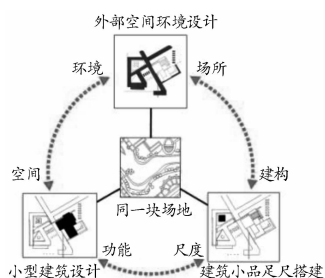 外部空间环境设计
环境
场所
空间
建构
同一块场地
功能
尺度
小型建筑设计
建筑小品足尺搭建